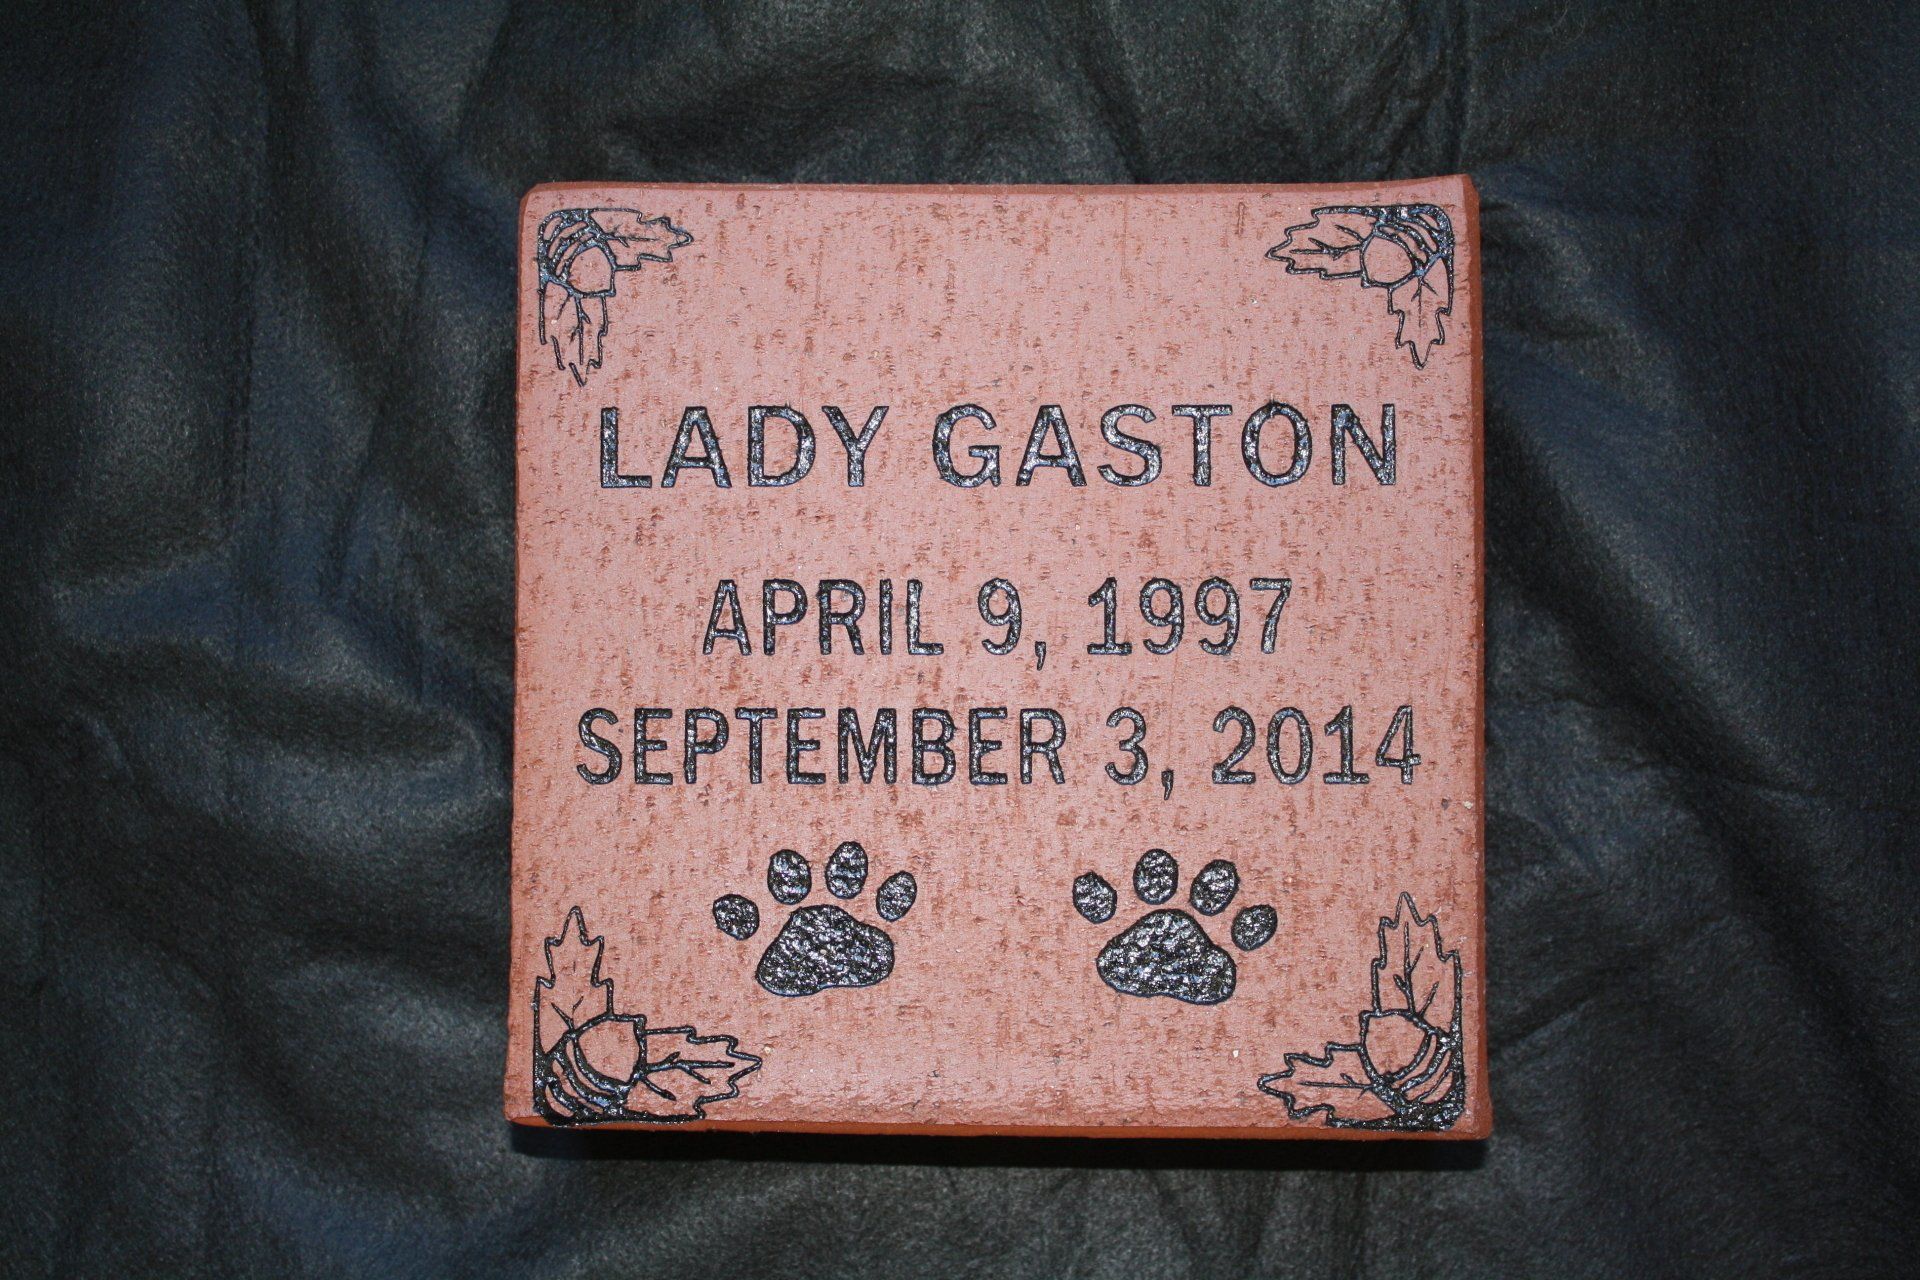 LADY GASTON
APRIL 9, 1997
SEPTEMBER 3, 2014